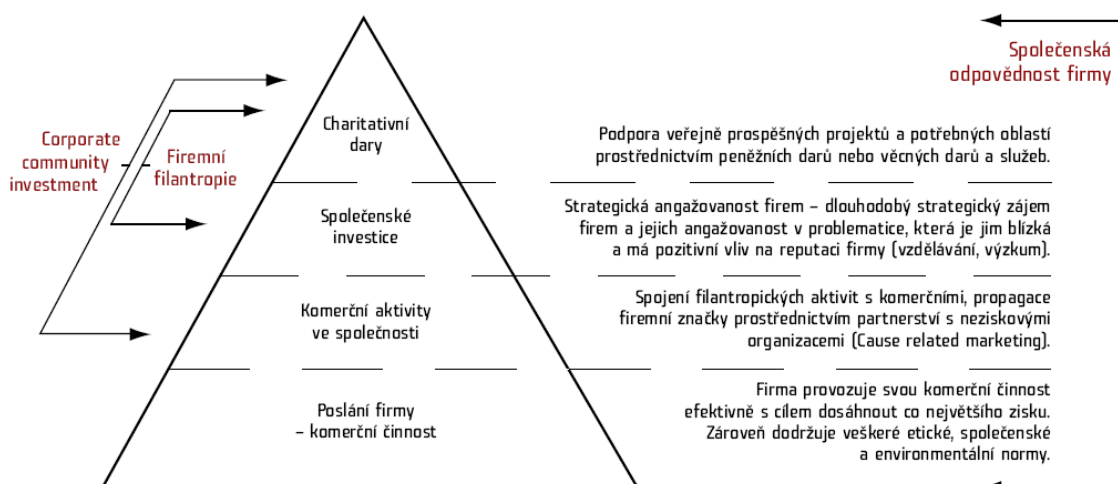 Společenská
odpovědnost firmy
Corporate
community
investment
Firemní
filantropie
Charitativní
dary
Podpora veřejně prospěšných projektů a potřebných oblastí
prostřednictvím peněžních darů nebo věcných darů a služeb.
Společenské
investice
Strategická angažovanost firem – dlouhodobý strategický zájem
firem a jejich angažovanost v problematice, která je jim blízká
a má pozitivní vliv na reputaci firmy (vzdělávání, výzkum).
Komerční aktivity
ve společnosti
Spojení filantropických aktivit s komerčními, propagace
firemní značky prostřednictvím partnerství s neziskovými
organizacemi (Cause related marketing).
Poslání firmy
– komerční činnost
Firma provozuje svou komerční činnost
efektivně s cílem dosáhnout co největšího zisku.
Zároveň dodržuje veškeré etické, společenské
a environmentální normy.